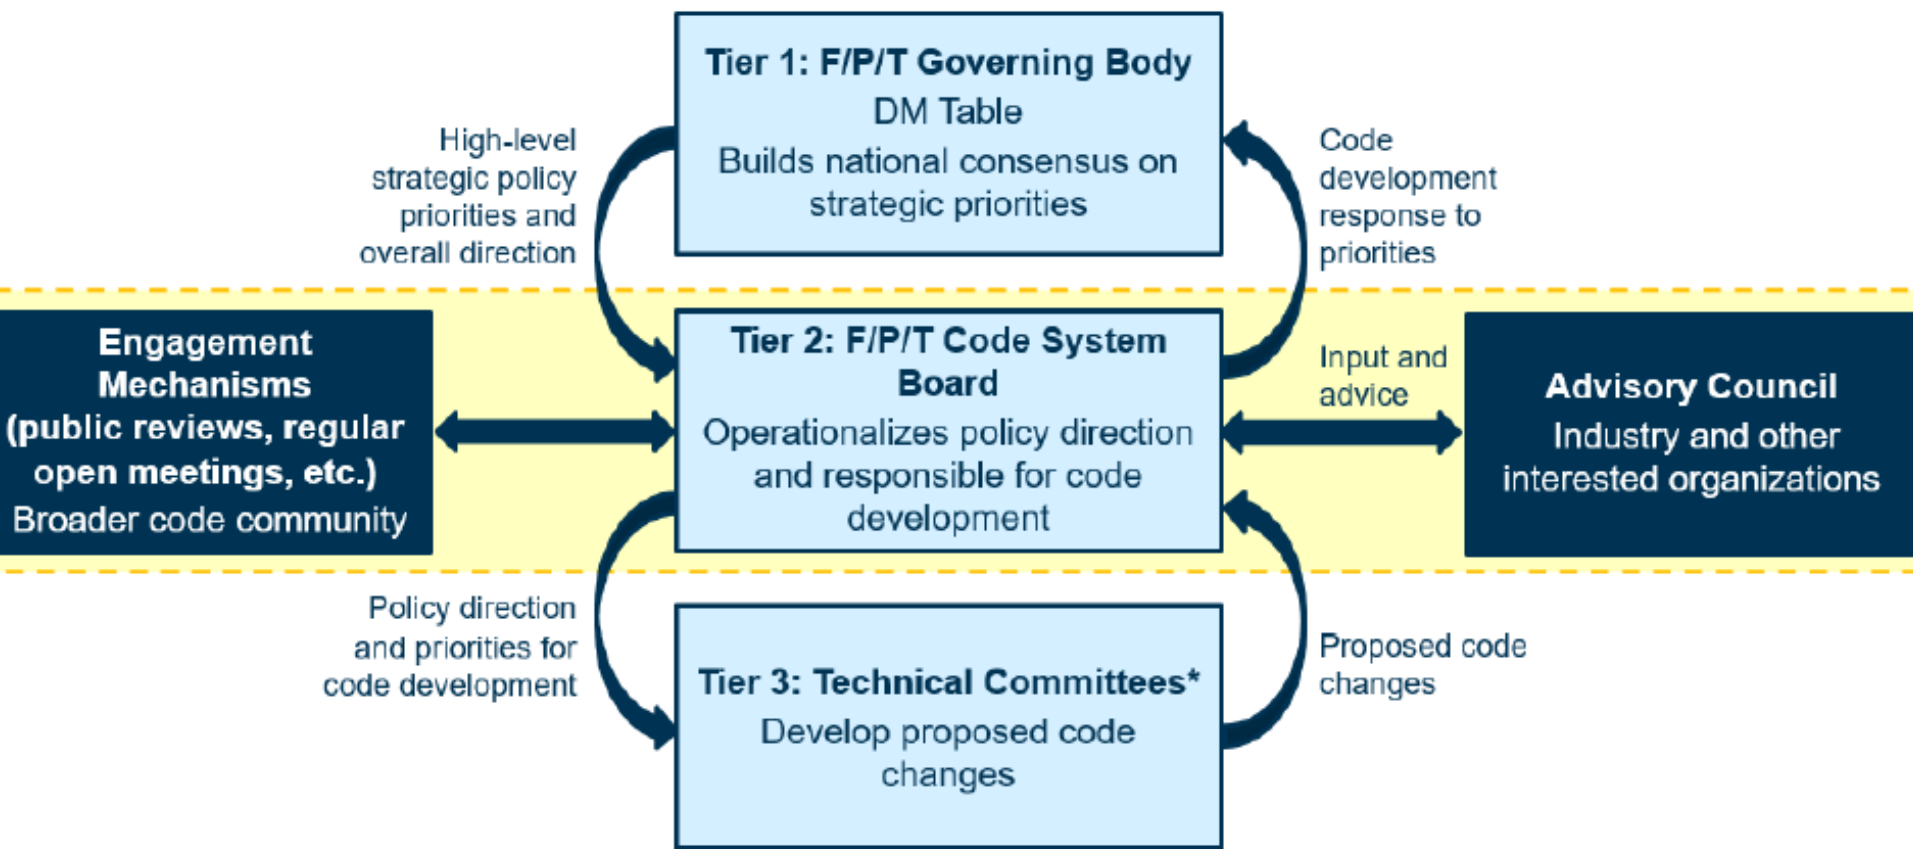 Tier 1: F/P/T Governing Body
DM Table
Builds national consensus on
strategic priorities
High-level
strategic policy
priorities and
overall direction
Code
development
response to
priorities
Engagement
Mechanisms
(public reviews, regular
open meetings, etc.)
Broader code community
Tier 2: F/P/T Code System
Board
Operationalizes policy direction
and responsible for code
development
Input and
advice
Advisory Council
Industry and other
interested organizations
Policy direction
and priorities for
code development
Tier 3: Technical Committees*
Develop proposed code
changes
Proposed code
changes